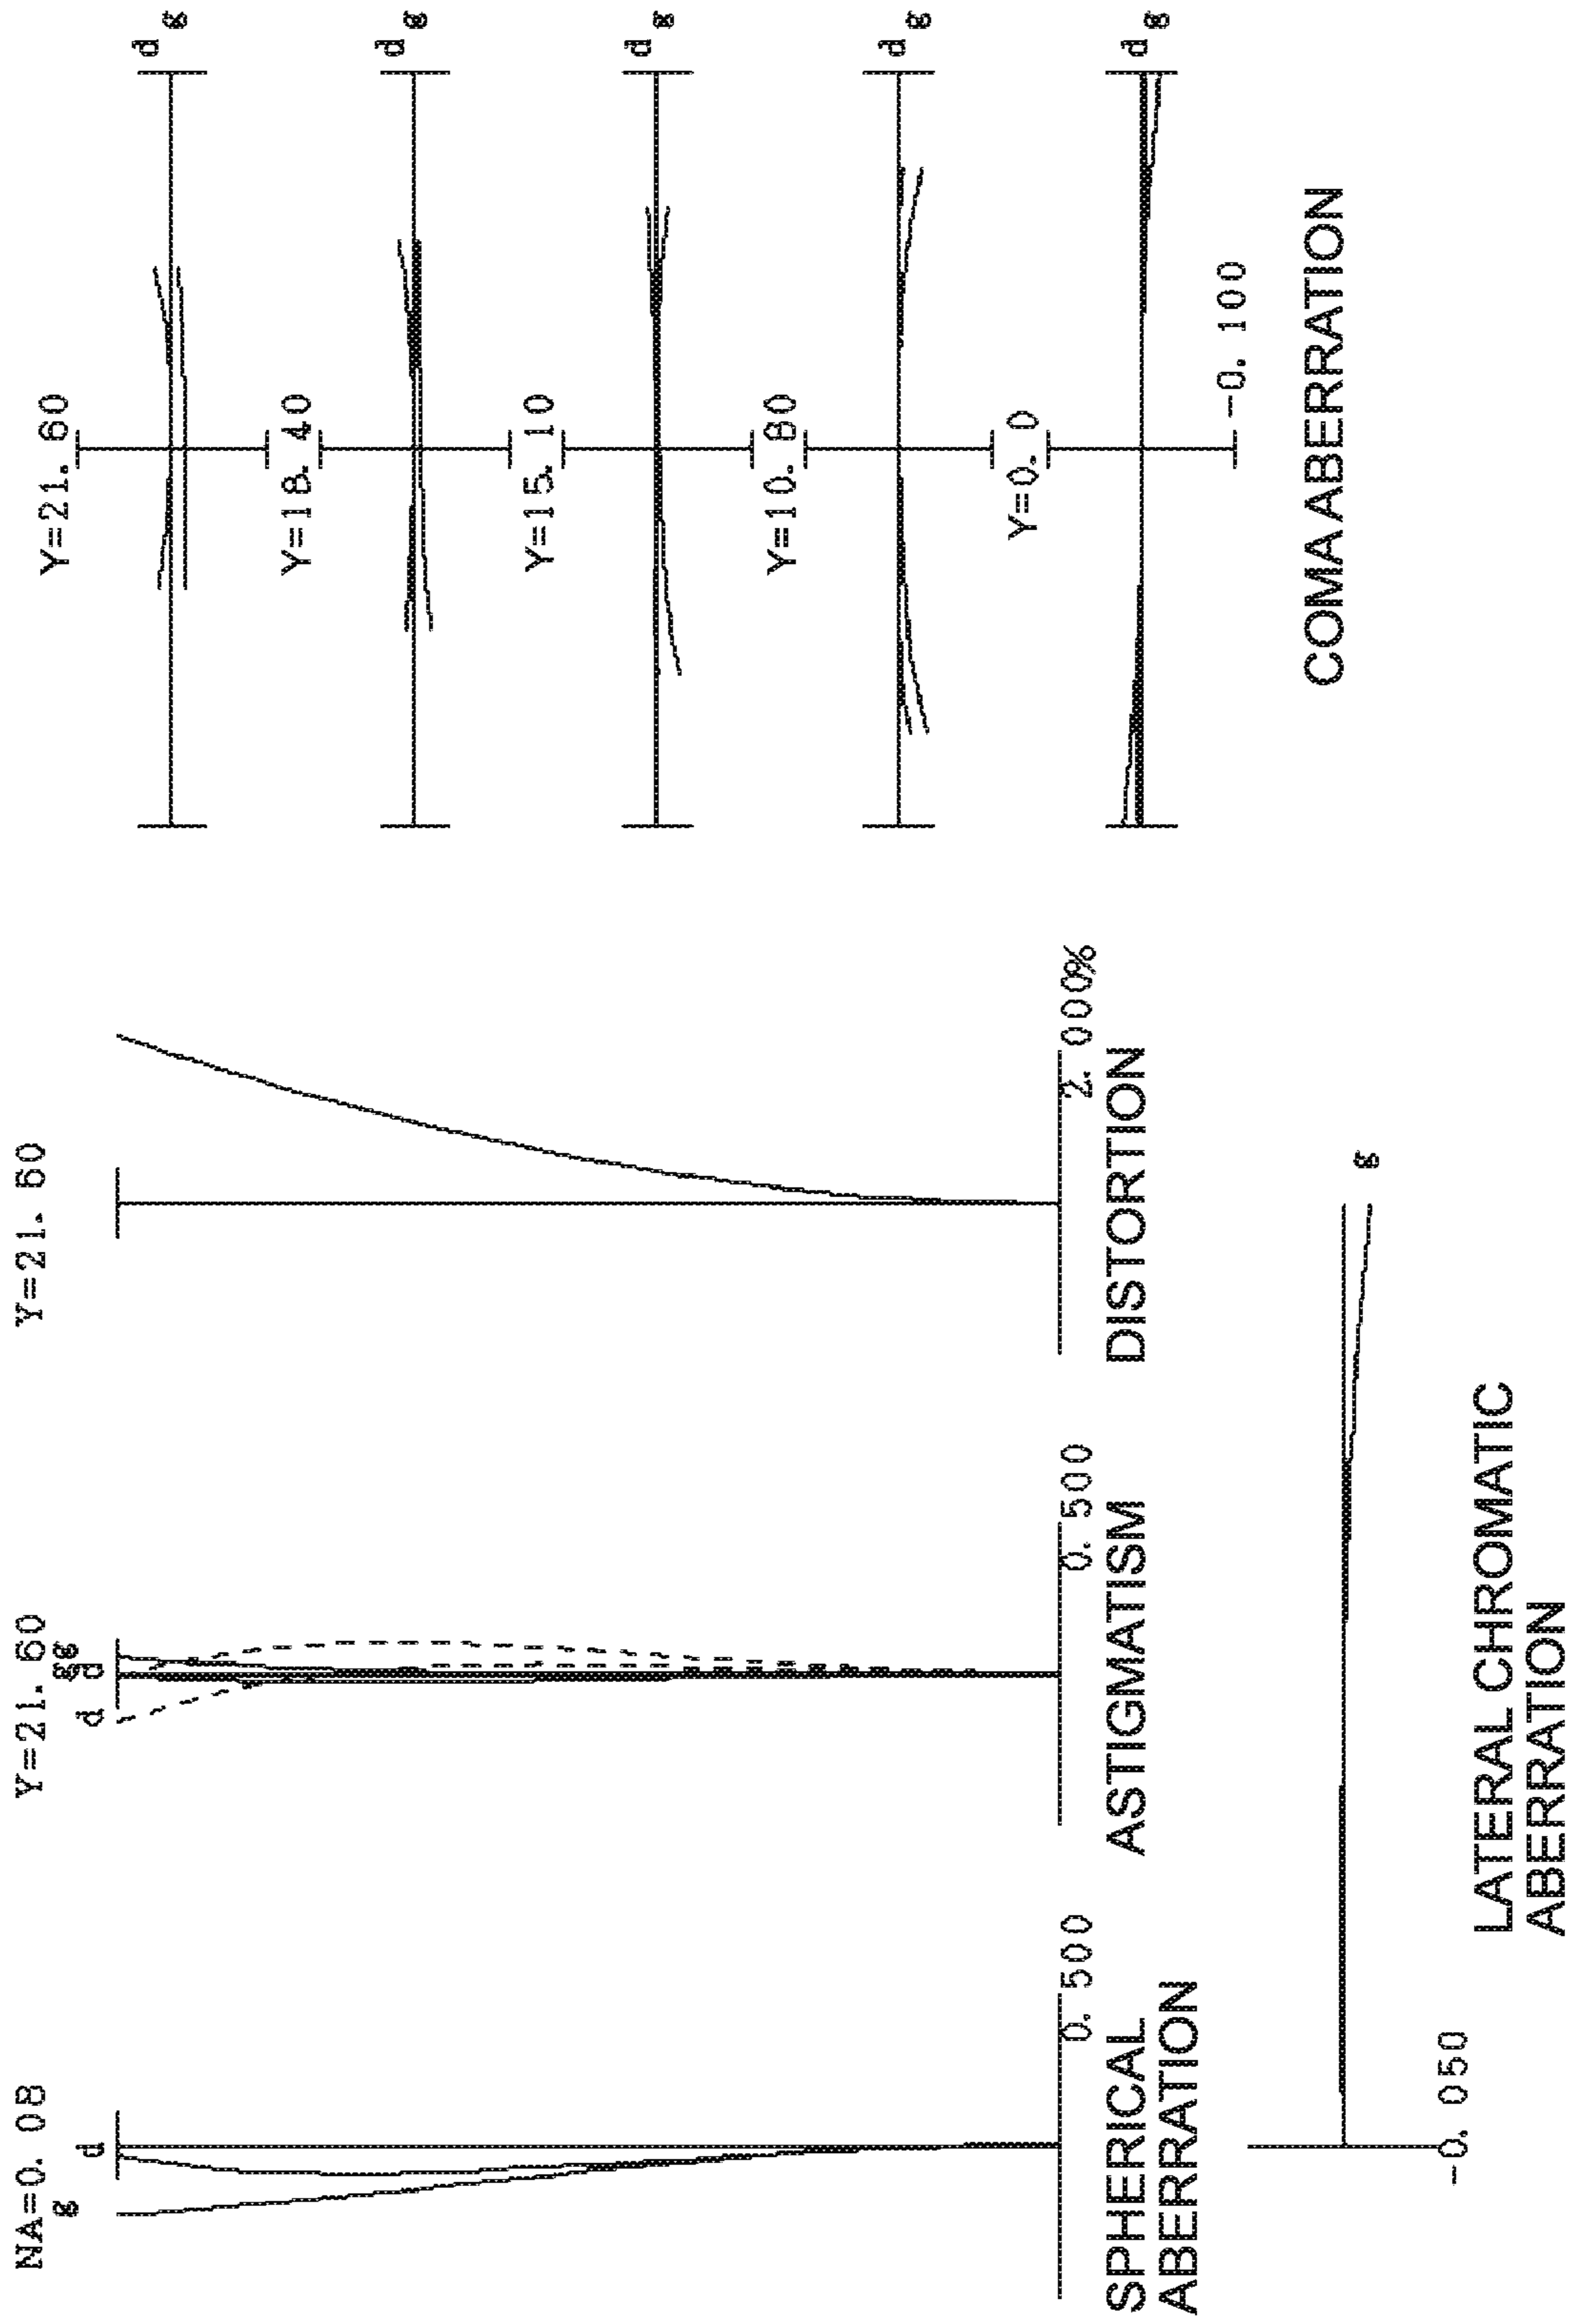 NA=0. 08
g
d
0. 500
SPHERICAL
ABERRATION
Y=21. 60
d
g g
d
0. 500
ASTIGMATISM
Y=21. 60
2. 000%
DISTORTION
Y=21. 60
d
g
Y=18. 40
d
g
Y=15. 10
d
g
Y=10. 80
d
g
Y=0. 0
d
g
-0. 100
COMA ABERRATION
g
-0. 050
LATERAL CHROMATIC
ABERRATION